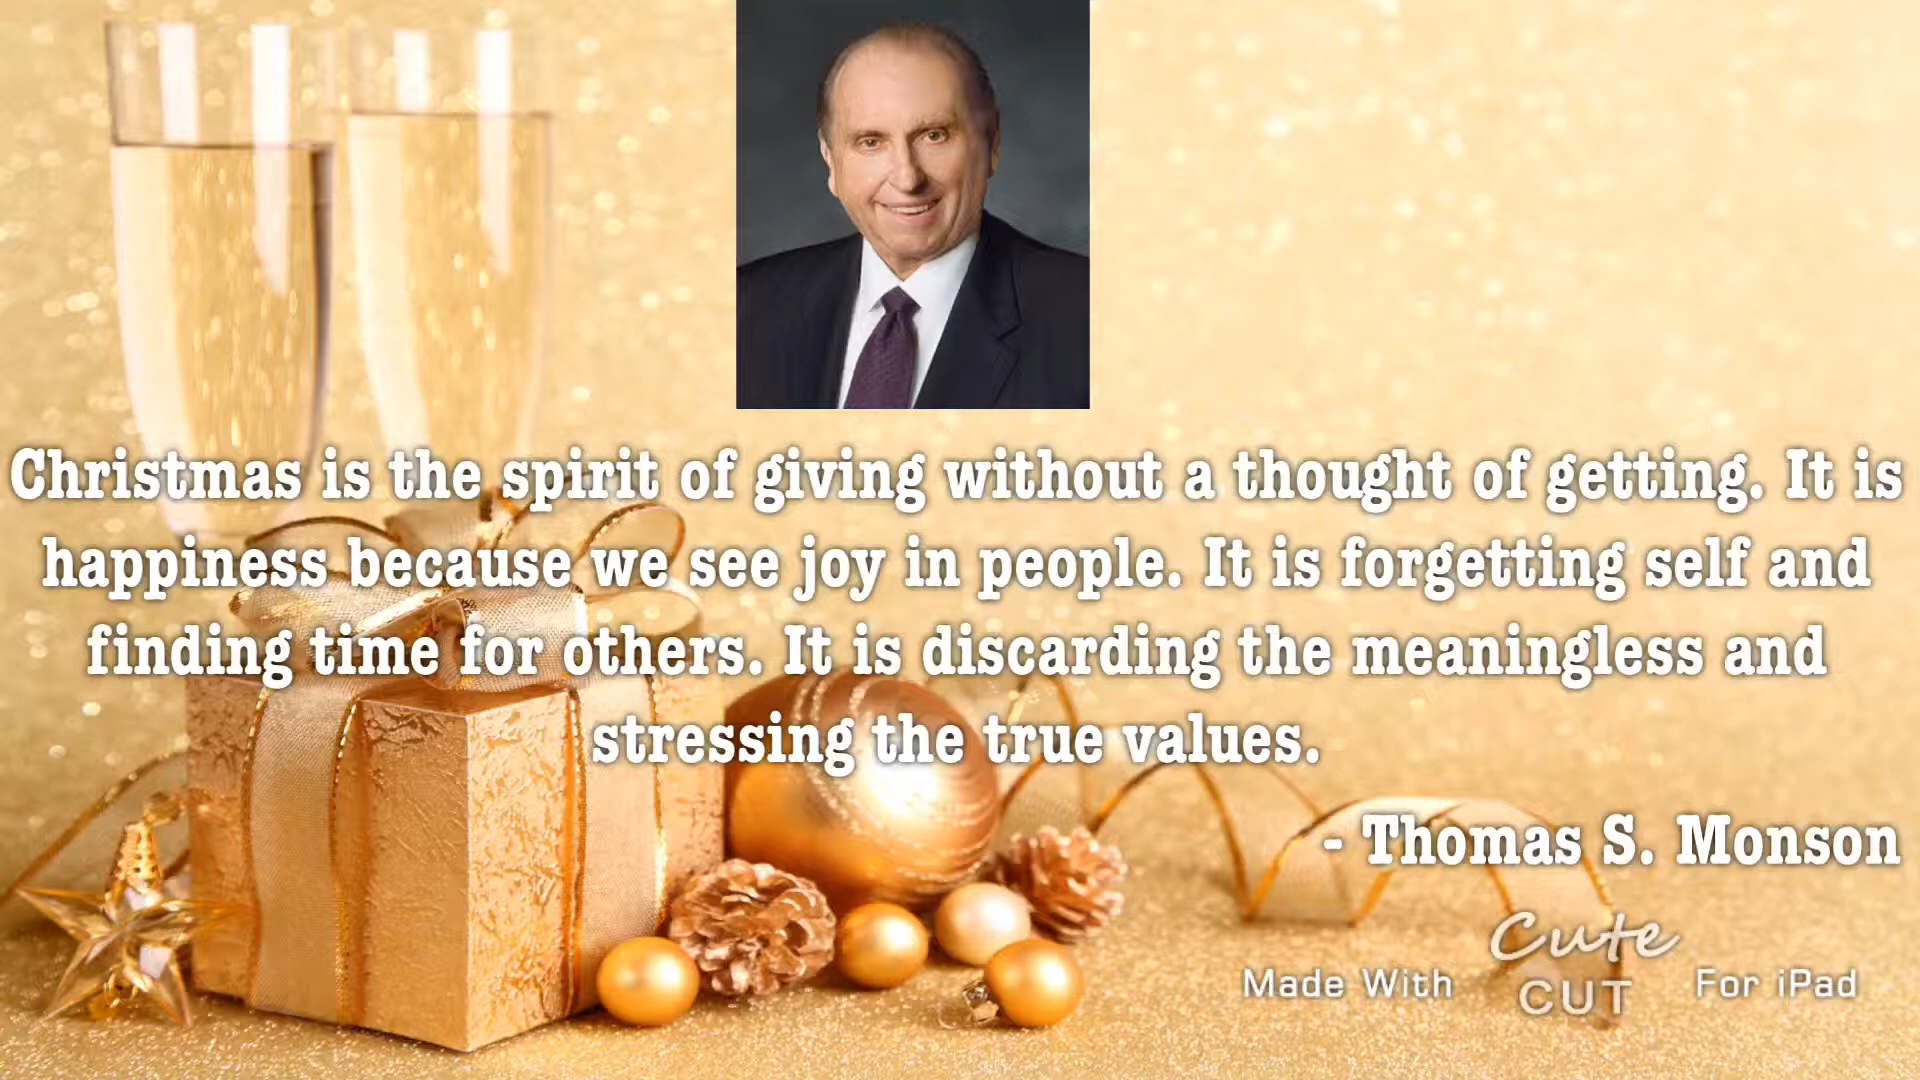 Christmas is the spirit of giving without a thought of getting. It is
happiness because we see joy in people. It is forgetting self and
finding time for others. It is discarding the meaningless and
stressing the true values.
- Thomas S. Monson
Made With Cute CUT For iPad